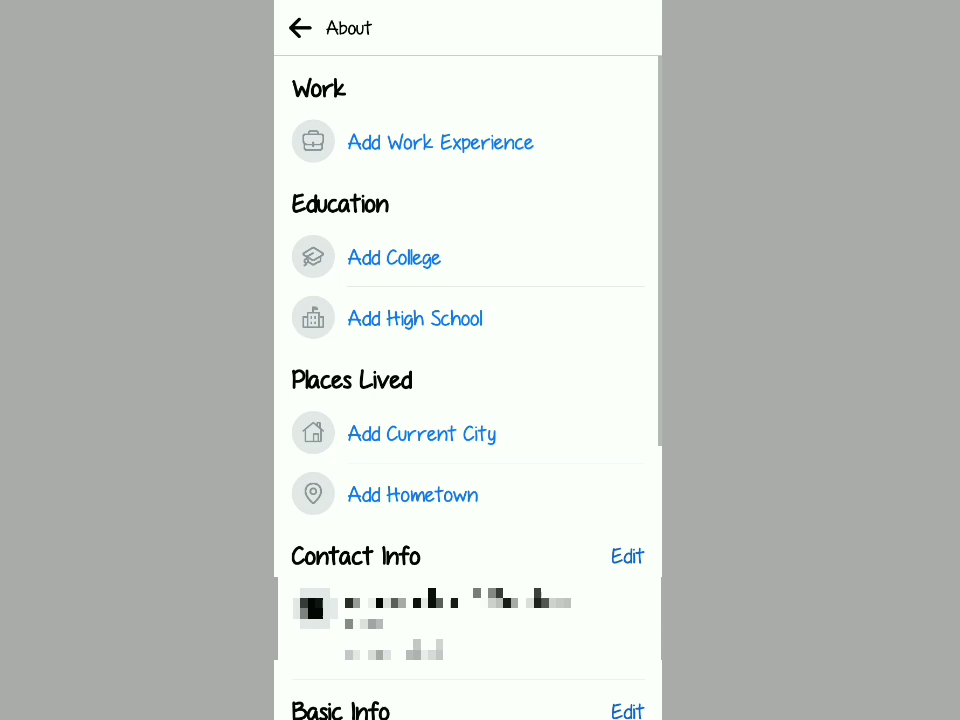 About
Work
Add Work Experience
Education
Add College
Add High School
Places Lived
Add Current City
Add Hometown
Contact Info
Edit
Basic Info
Edit